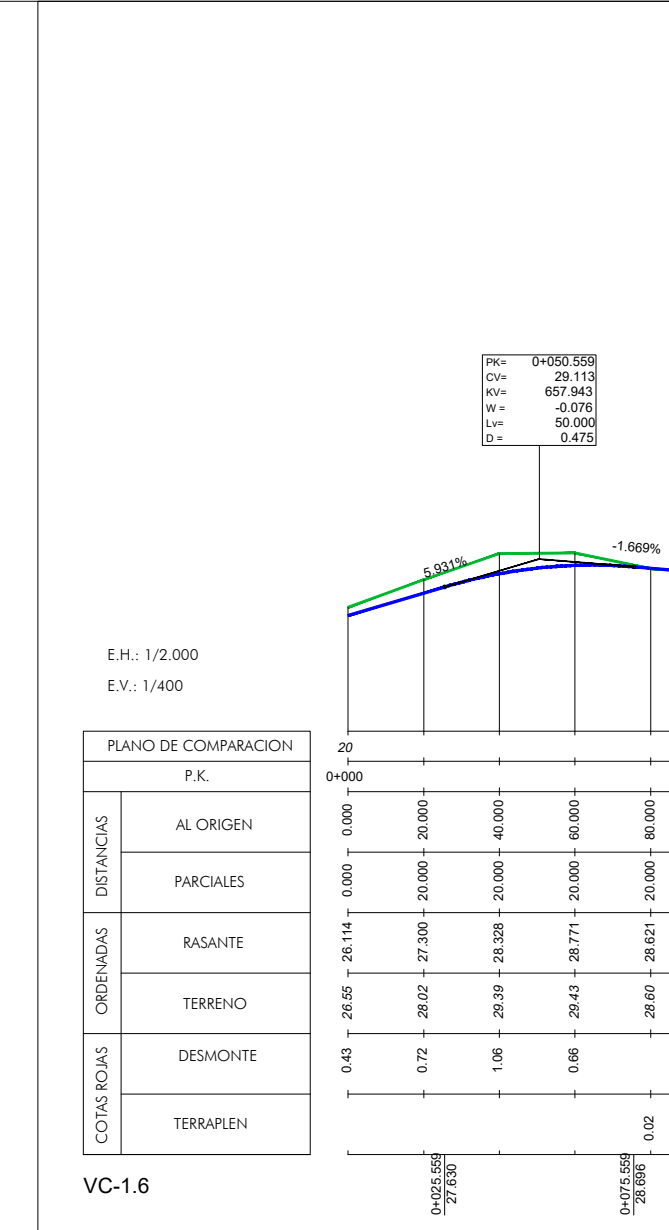 PK= 0+050.559
CV= 29.113
KV= 657.943
W = -0.076
Lv= 50.000
D = 0.475
5.931%
-1.669%
E.H.: 1/2.000
E.V.: 1/400
PLANO DE COMPARACION 20
P.K. 0+000
DISTANCIAS
AL ORIGEN 0.000 20.000 40.000 60.000 80.000
PARCIALES 0.000 20.000 20.000 20.000 20.000
ORDENADAS
RASANTE 26.114 27.300 28.328 28.771 28.621
TERRENO 26.55 28.02 29.39 29.43 28.60
COTAS ROJAS
DESMONTE 0.43 0.72 1.06 0.66
TERRAPLEN 0.02
VC-1.6
0+025.559
27.630
0+075.559
28.696